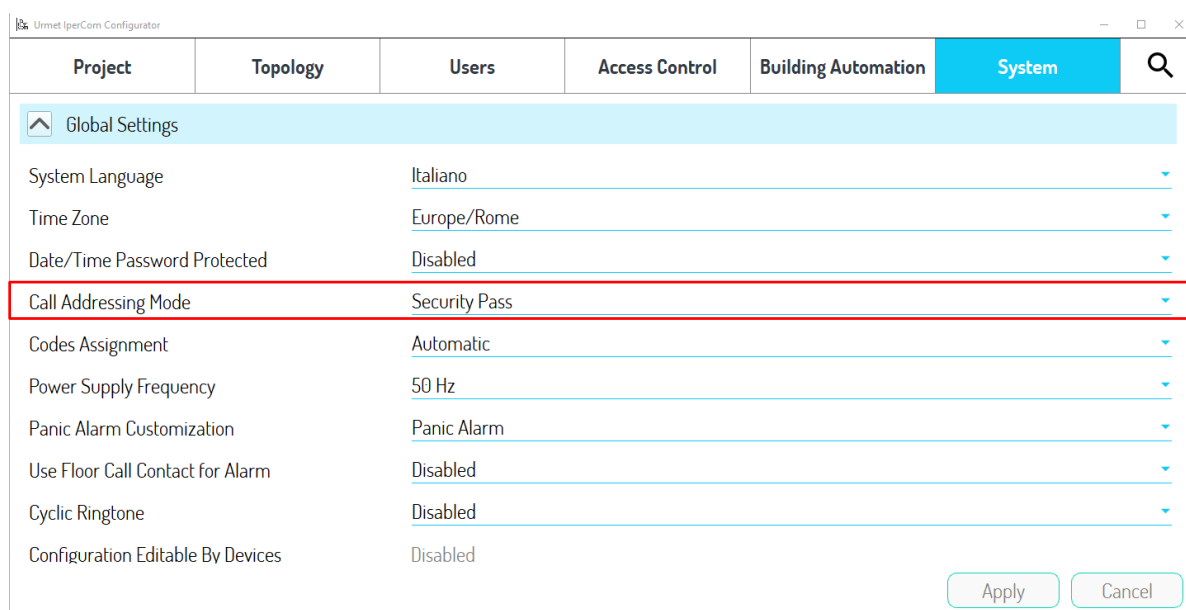 Urmet IperCom Configurator
Project Topology Users Access Control Building Automation System
Global Settings
System Language Italiano
Time Zone Europe/Rome
Date/Time Password Protected Disabled
Call Addressing Mode Security Pass
Codes Assignment Automatic
Power Supply Frequency 50 Hz
Panic Alarm Customization Panic Alarm
Use Floor Call Contact for Alarm Disabled
Cyclic Ringtone Disabled
Configuration Editable By Devices Disabled
Apply Cancel